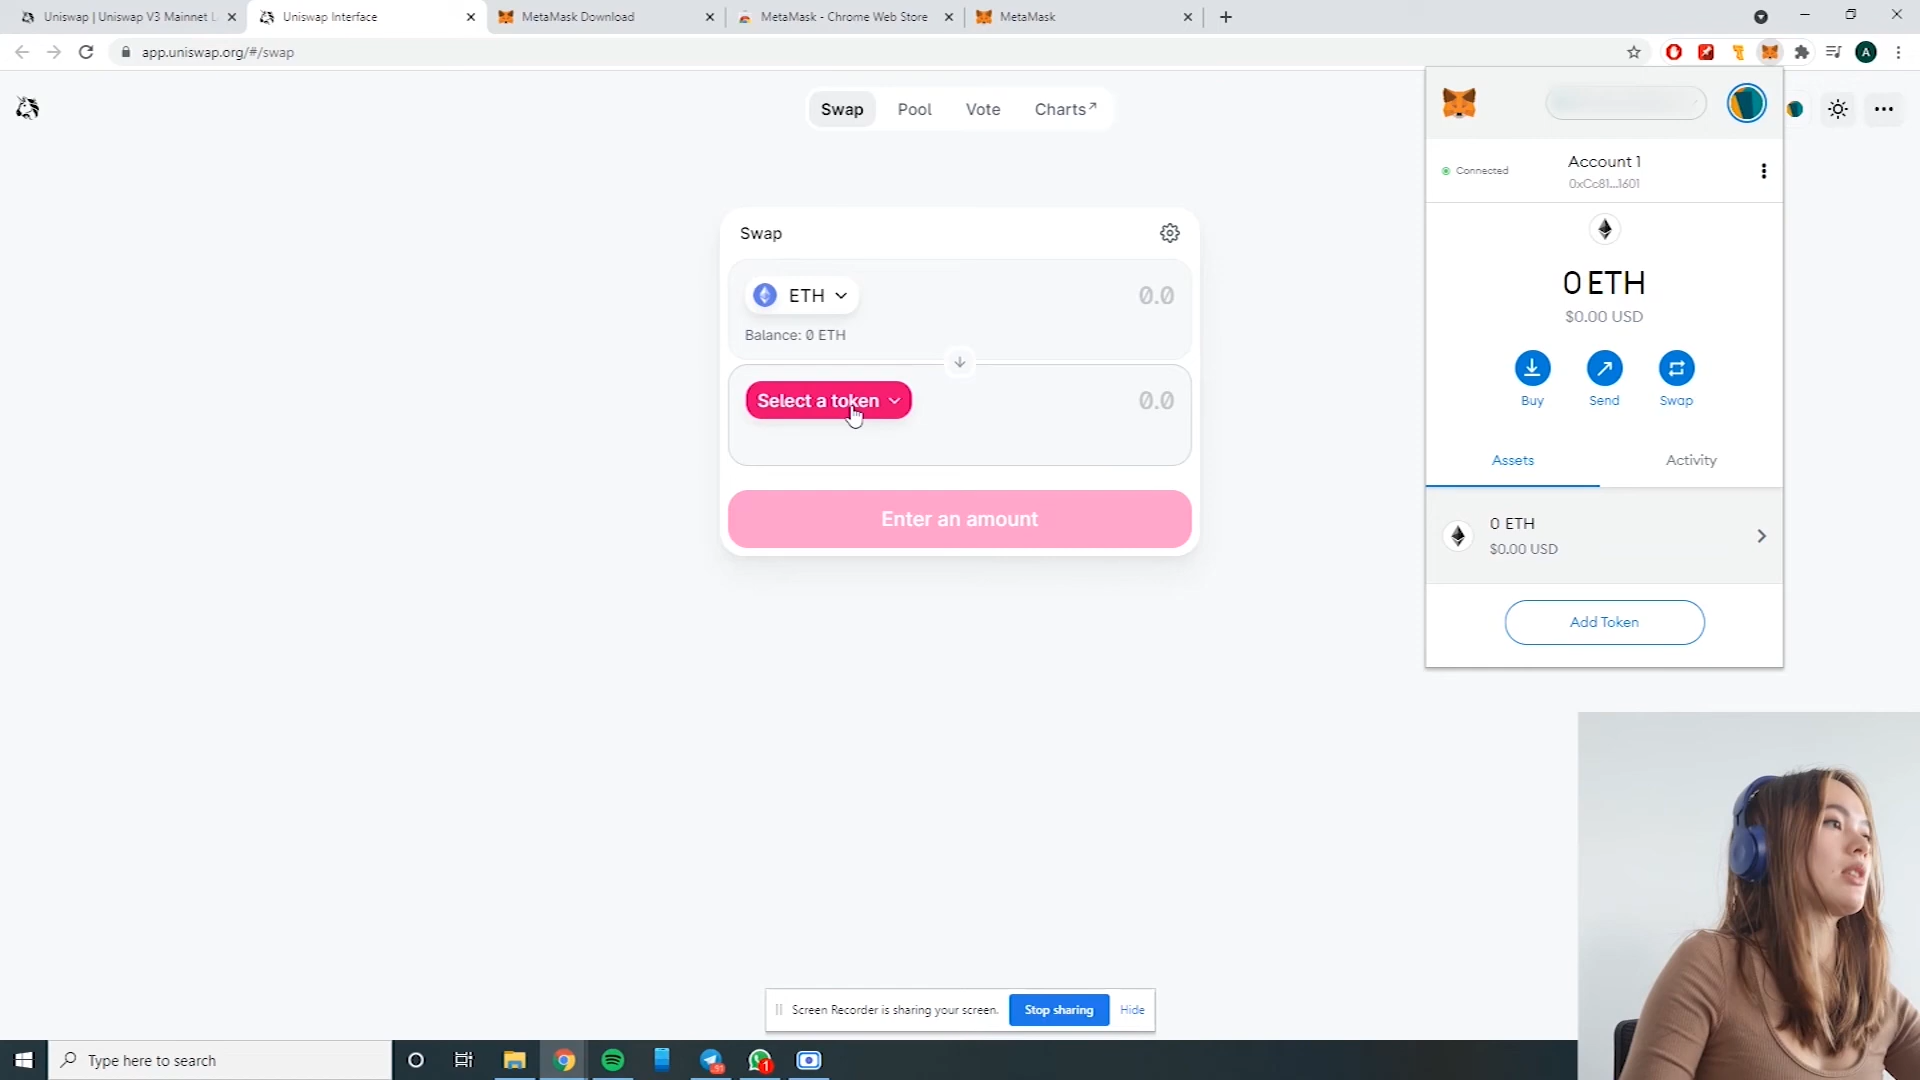 Uniswap | Uniswap V3 Mainnet L
Uniswap Interface
MetaMask Download
MetaMask - Chrome Web Store
MetaMask
app.uniswap.org/#/swap
A
Swap
Pool
Vote
Charts↗
Connected
Account 1
0xCc81...1601
0 ETH
$0.00 USD
Buy
Send
Swap
Assets
Activity
0 ETH
$0.00 USD
Add Token
Swap
ETH
0.0
Balance: 0 ETH
Select a token
0.0
Enter an amount
Screen Recorder is sharing your screen.
Stop sharing
Hide
Type here to search
1